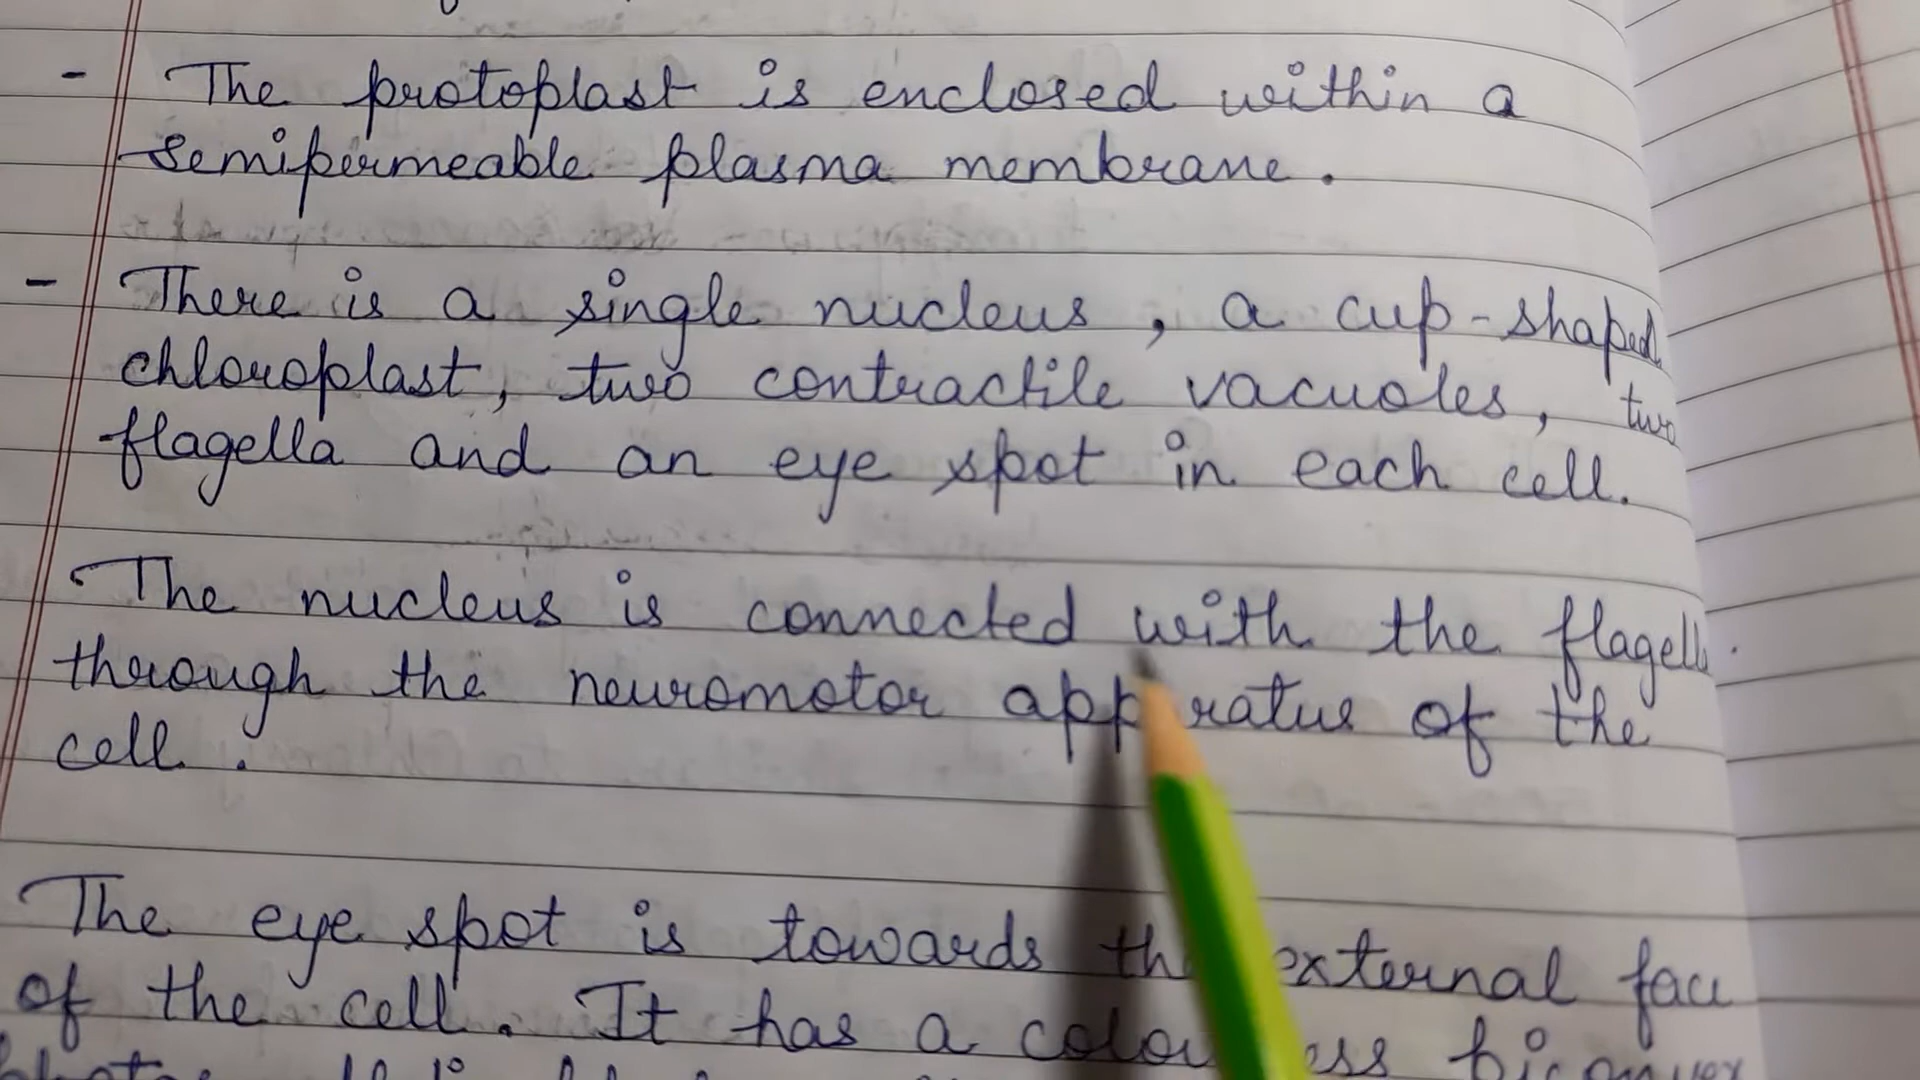 - The protoplast is enclosed within a
semipermeable plasma membrane.
- There is a single nucleus, a cup-shaped
chloroplast, two contractile vacuoles, two
flagella and an eye spot in each cell.
The nucleus is connected with the flagella
through the neuromotor apparatus of the
cell.
The eye spot is towards the external face
of the cell. It has a colourless biconvex